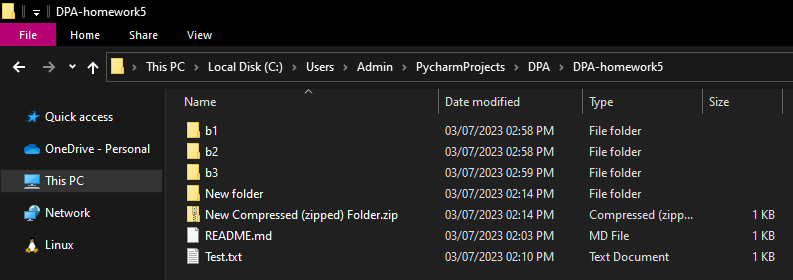 DPA-homework5
File Home Share View
This PC Local Disk (C:) Users Admin PycharmProjects DPA DPA-homework5
Name Date modified Type Size
Quick access
OneDrive - Personal
This PC
Network
Linux
b1 03/07/2023 02:58 PM File folder
b2 03/07/2023 02:58 PM File folder
b3 03/07/2023 02:59 PM File folder
New folder 03/07/2023 02:14 PM File folder
New Compressed (zipped) Folder.zip 03/07/2023 02:14 PM Compressed (zipp... 1 KB
README.md 03/07/2023 02:03 PM MD File 1 KB
Test.txt 03/07/2023 02:10 PM Text Document 1 KB